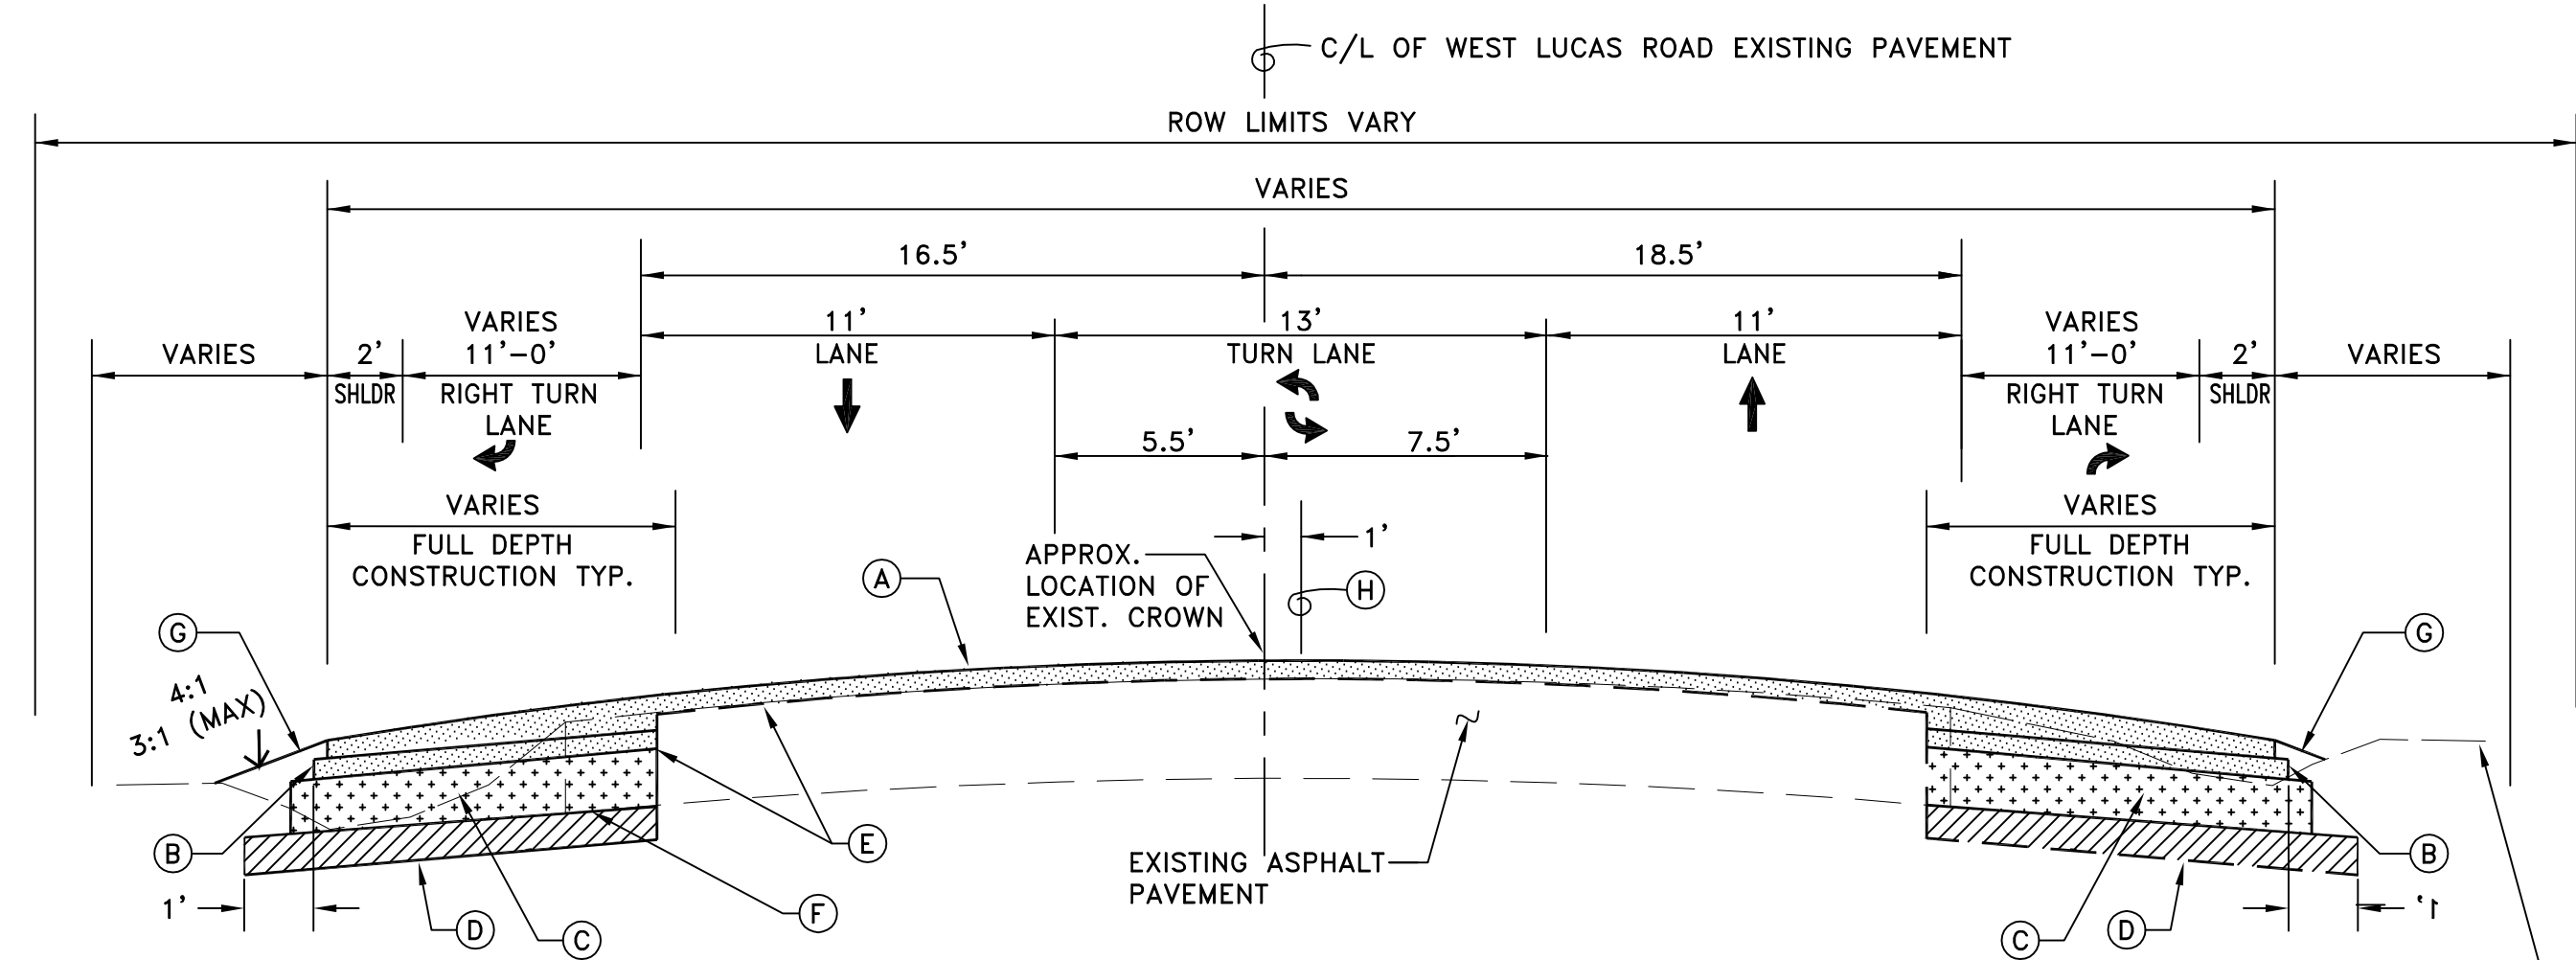 C/L OF WEST LUCAS ROAD EXISTING PAVEMENT
ROW LIMITS VARY
VARIES
16.5' 18.5'
VARIES 11' 13' 11' VARIES
VARIES 2' 11'-0' LANE TURN LANE LANE 11'-0' 2' VARIES
SHLDR RIGHT TURN RIGHT TURN SHLDR
LANE LANE
5.5' 7.5'
VARIES VARIES
FULL DEPTH 1' FULL DEPTH
CONSTRUCTION TYP. CONSTRUCTION TYP.
APPROX.
LOCATION OF
EXIST. CROWN
A H
G G
4:1
3:1 (MAX)
B E B
EXISTING ASPHALT
PAVEMENT
1' 1'
F
D C C D